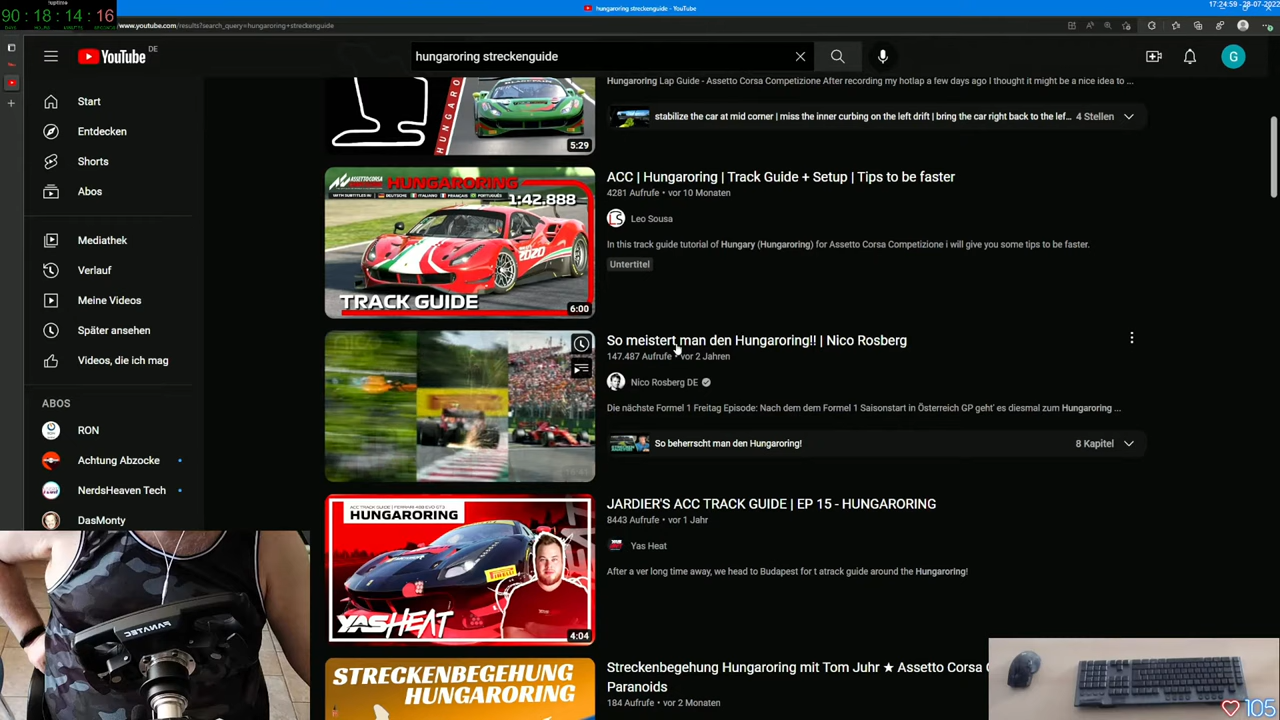 90 : 18 : 14 : 16
hungaroring streckenguide - YouTube
17:24:59 - 28-07-2022
www.youtube.com/results?search_query=hungaroring+streckenguide
YouTube DE
hungaroring streckenguide
G
Start
Entdecken
Shorts
Abos
Mediathek
Verlauf
Meine Videos
Später ansehen
Videos, die ich mag
ABOS
RON
Achtung Abzocke
NerdsHeaven Tech
DasMonty
HUNGARO
5:29
Hungaroring Lap Guide - Assetto Corsa Competizione After recording my hotlap a few days ago I thought it might be a nice idea to ...
stabilize the car at mid corner | miss the inner curbing on the left drift | bring the car right back to the lef... 4 Stellen
ASSETTO CORSA
HUNGARORING
1:42.888
2020
TRACK GUIDE
6:00
ACC | Hungaroring | Track Guide + Setup | Tips to be faster
4281 Aufrufe • vor 10 Monaten
Leo Sousa
In this track guide tutorial of Hungary (Hungaroring) for Assetto Corsa Competizione i will give you some tips to be faster.
Untertitel
So meistert man den Hungaroring!! | Nico Rosberg
147.487 Aufrufe • vor 2 Jahren
Nico Rosberg DE
Die nächste Formel 1 Freitag Episode: Nach dem dem Formel 1 Saisonstart in Österreich GP geht' es diesmal zum Hungaroring ...
So beherrscht man den Hungaroring! 8 Kapitel
HUNGARORING
PIRELLI
YASHEAT
4:04
JARDIER'S ACC TRACK GUIDE | EP 15 - HUNGARORING
8443 Aufrufe • vor 1 Jahr
Yas Heat
After a ver long time away, we head to Budapest for t atrack guide around the Hungaroring!
STRECKENBEGEHUNG
HUNGARORING
Streckenbegehung Hungaroring mit Tom Juhr ★ Assetto Corsa C
Paranoids
184 Aufrufe • vor 2 Monaten
FANATEC
105